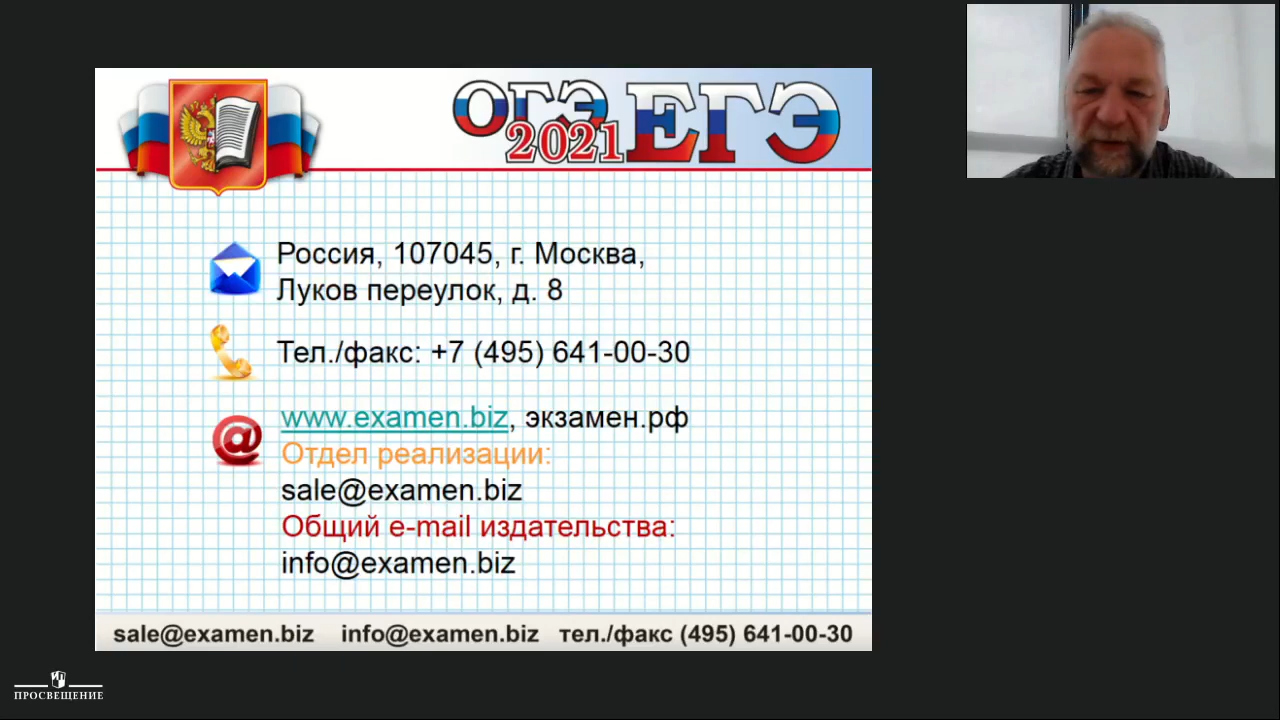 ОГЭ ЕГЭ
2021
Россия, 107045, г. Москва,
Луков переулок, д. 8
Тел./факс: +7 (495) 641-00-30
www.examen.biz, экзамен.рф
Отдел реализации:
sale@examen.biz
Общий e-mail издательства:
info@examen.biz
sale@examen.biz info@examen.biz тел./факс (495) 641-00-30
ПРОСВЕЩЕНИЕ